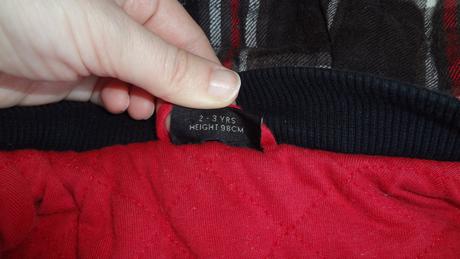 2 - 3 YRS
HEIGHT 98CM